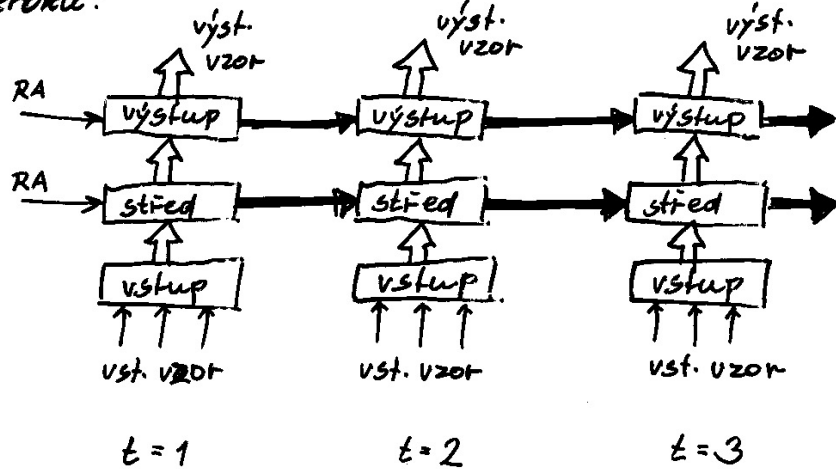 výst. výst. výst.
vzor vzor vzor
RA výstup výstup výstup
RA střed střed střed
vstup vstup vstup
vst. vzor vst. vzor vst. vzor
t = 1 t = 2 t = 3